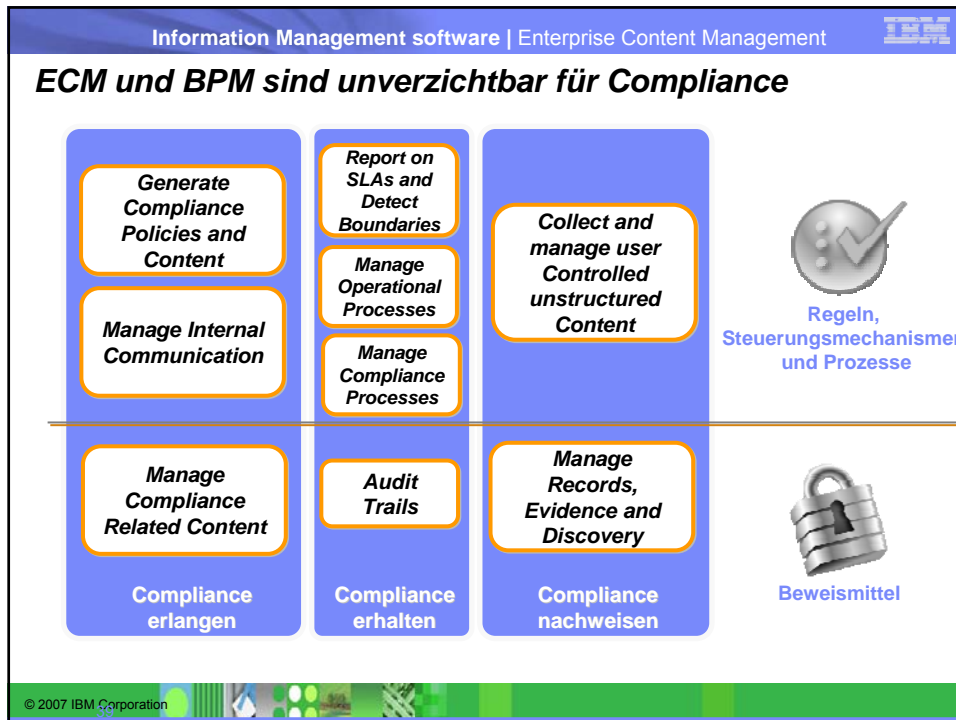 Information Management software | Enterprise Content Management
IBM
ECM und BPM sind unverzichtbar für Compliance
Generate
Compliance
Policies and
Content
Manage Internal
Communication
Manage
Compliance
Related Content
Compliance
erlangen
Report on
SLAs and
Detect
Boundaries
Manage
Operational
Processes
Manage
Compliance
Processes
Audit
Trails
Compliance
erhalten
Collect and
manage user
Controlled
unstructured
Content
Manage
Records,
Evidence and
Discovery
Compliance
nachweisen
Regeln,
Steuerungsmechanismen
und Prozesse
Beweismittel
© 2007 IBM Corporation